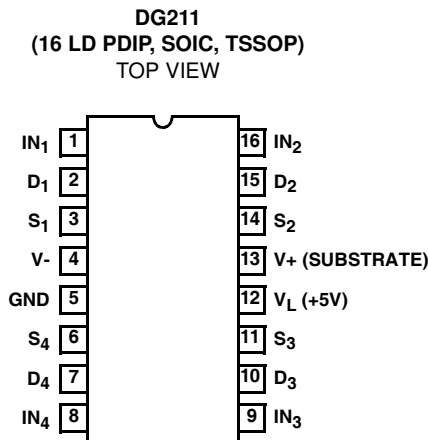 DG211
(16 LD PDIP, SOIC, TSSOP)
TOP VIEW
IN1 1 16 IN2
D1 2 15 D2
S1 3 14 S2
V- 4 13 V+ (SUBSTRATE)
GND 5 12 VL (+5V)
S4 6 11 S3
D4 7 10 D3
IN4 8 9 IN3